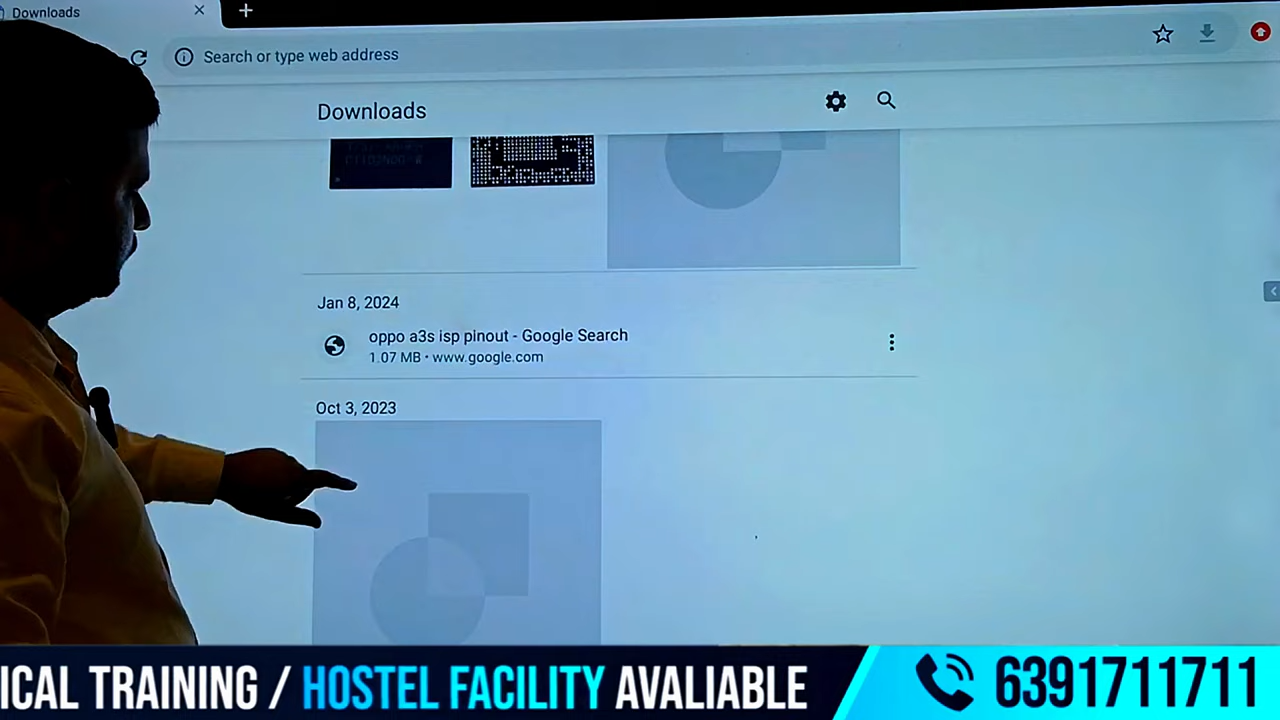 Downloads
Search or type web address
Downloads
Jan 8, 2024
oppo a3s isp pinout - Google Search
1.07 MB • www.google.com
Oct 3, 2023
ICAL TRAINING / HOSTEL FACILITY AVALIABLE
6391711711